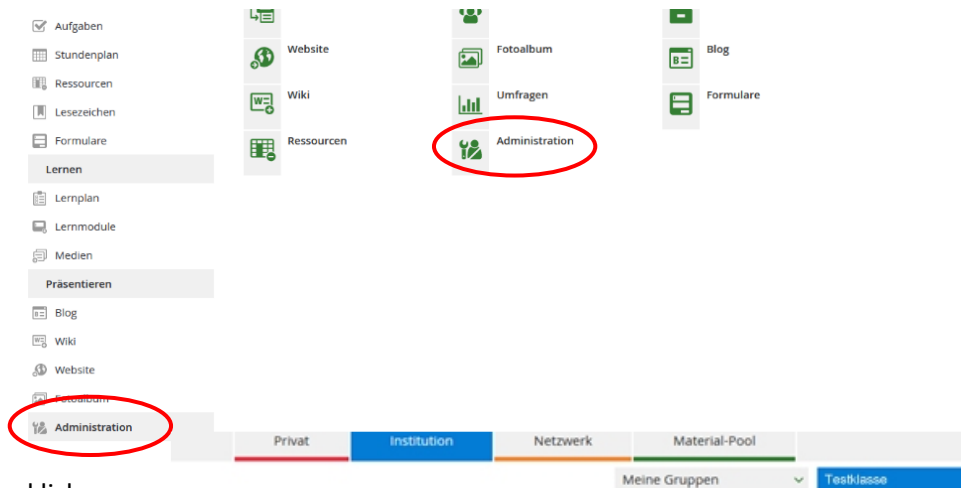 Aufgaben
Stundenplan
Ressourcen
Lesezeichen
Formulare
Lernen
Lernplan
Lernmodule
Medien
Präsentieren
Blog
Wiki
Website
Fotoalbum
Administration
Website Fotoalbum Blog
Wiki Umfragen Formulare
Ressourcen Administration
Privat Institution Netzwerk Material-Pool
Meine Gruppen Testklasse